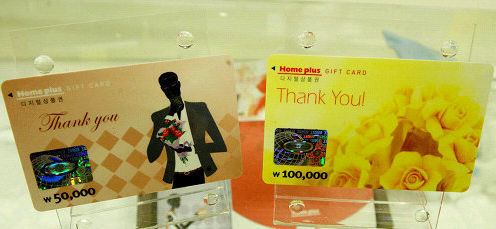 Home plus GIFT CARD
디지털상품권
Thank you
₩ 50,000
Home plus GIFT CARD
디지털상품권
Thank You!
₩ 100,000